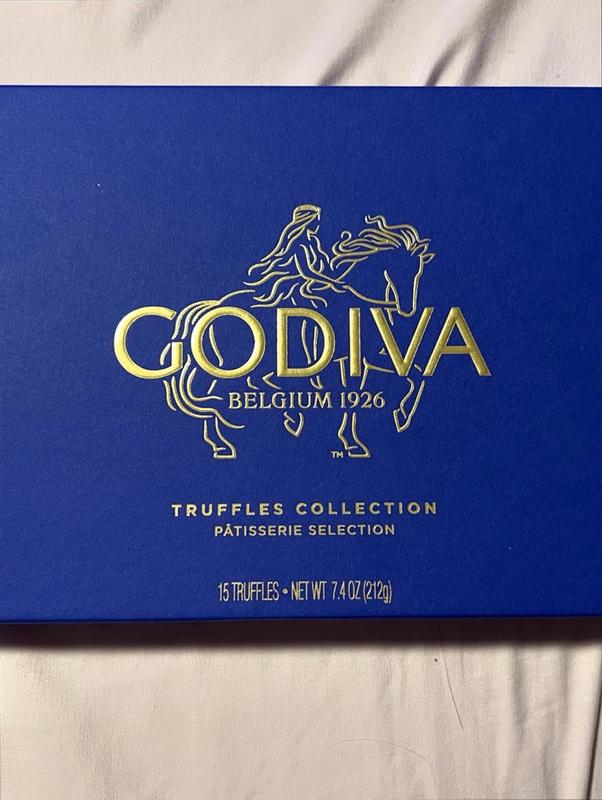 GODIVA
BELGIUM 1926
TM
TRUFFLES COLLECTION
PÂTISSERIE SELECTION
15 TRUFFLES • NET WT 7.4 OZ (212g)